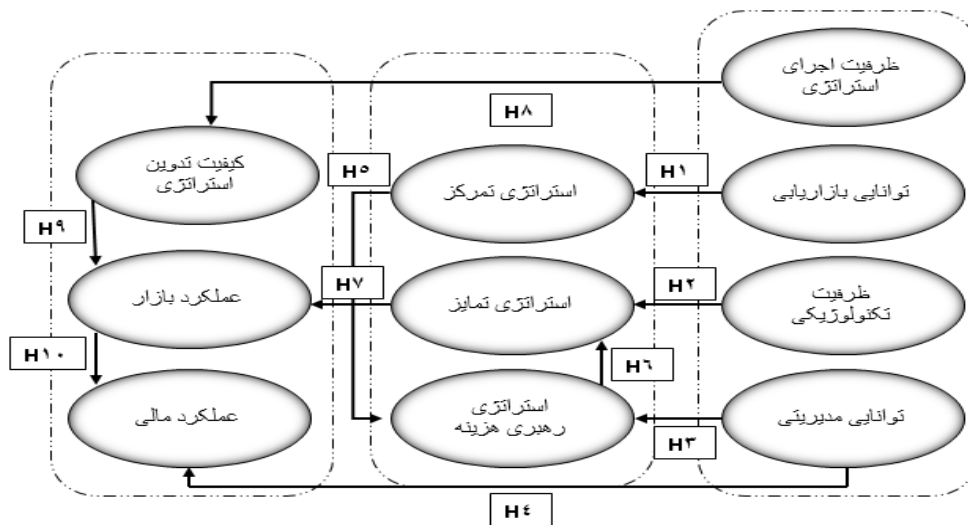 ظرفیت اجرای
استراتژی
H۸
کیفیت تدوین
استراتژی
H۵
استراتژی تمرکز
H۱
توانایی بازاریابی
H۹
عملکرد بازار
H۷
استراتژی تمایز
H۲
ظرفیت
تکنولوژیکی
H۱۰
عملکرد مالی
H۶
استراتژی
رهبری هزینه
H۳
توانایی مدیریتی
H٤